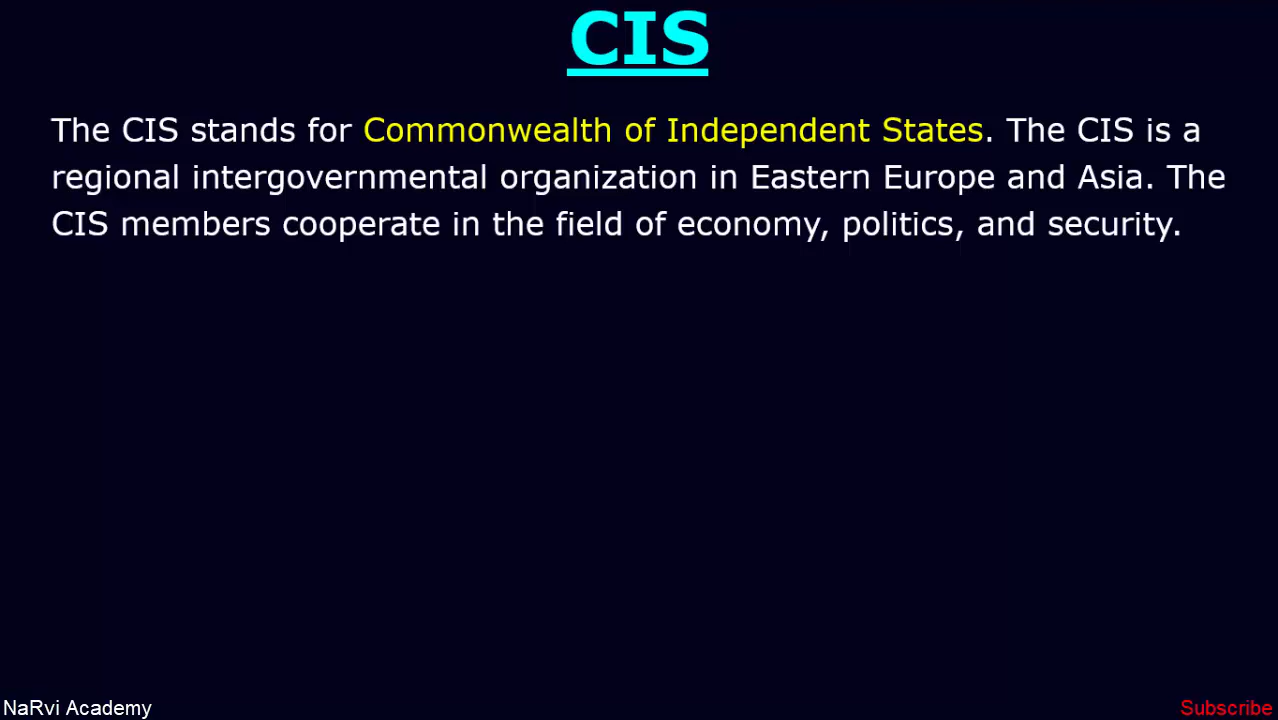 CIS
The CIS stands for Commonwealth of Independent States. The CIS is a
regional intergovernmental organization in Eastern Europe and Asia. The
CIS members cooperate in the field of economy, politics, and security.
NaRvi Academy
Subscribe